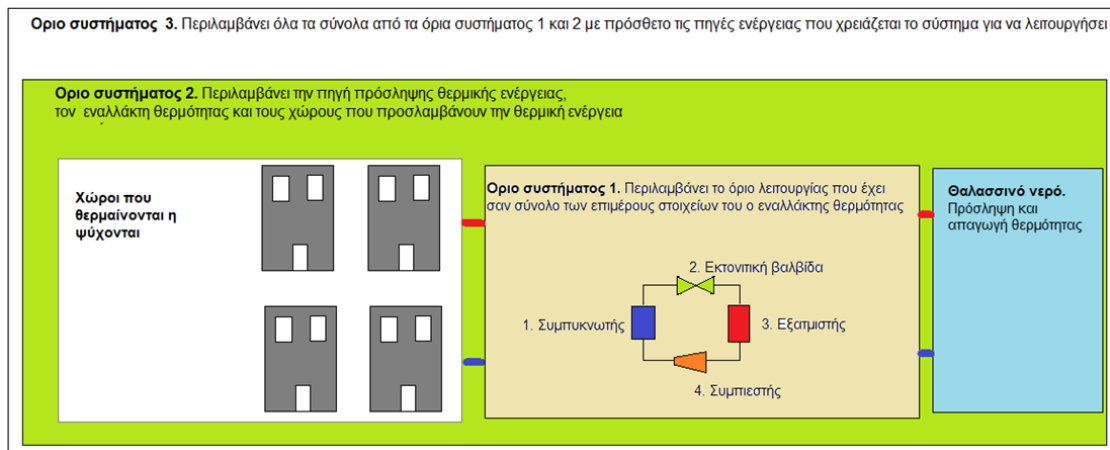 Οριο συστήματος 3. Περιλαμβάνει όλα τα σύνολα από τα όρια συστήματος 1 και 2 με πρόσθετο τις πηγές ενέργειας που χρειάζεται το σύστημα για να λειτουργήσει
Οριο συστήματος 2. Περιλαμβάνει την πηγή πρόσληψης θερμικής ενέργειας,
τον εναλλάκτη θερμότητας και τους χώρους που προσλαμβάνουν την θερμική ενέργεια
Χώροι που
θερμαίνονται η
ψύχονται
Οριο συστήματος 1. Περιλαμβάνει το όριο λειτουργίας που έχει
σαν σύνολο των επιμέρους στοιχείων του ο εναλλάκτης θερμότητας
2. Εκτονιτική βαλβίδα
1. Συμπυκνωτής
3. Εξατμιστής
4. Συμπιεστής
Θαλασσινό νερό.
Πρόσληψη και
απαγωγή θερμότητας